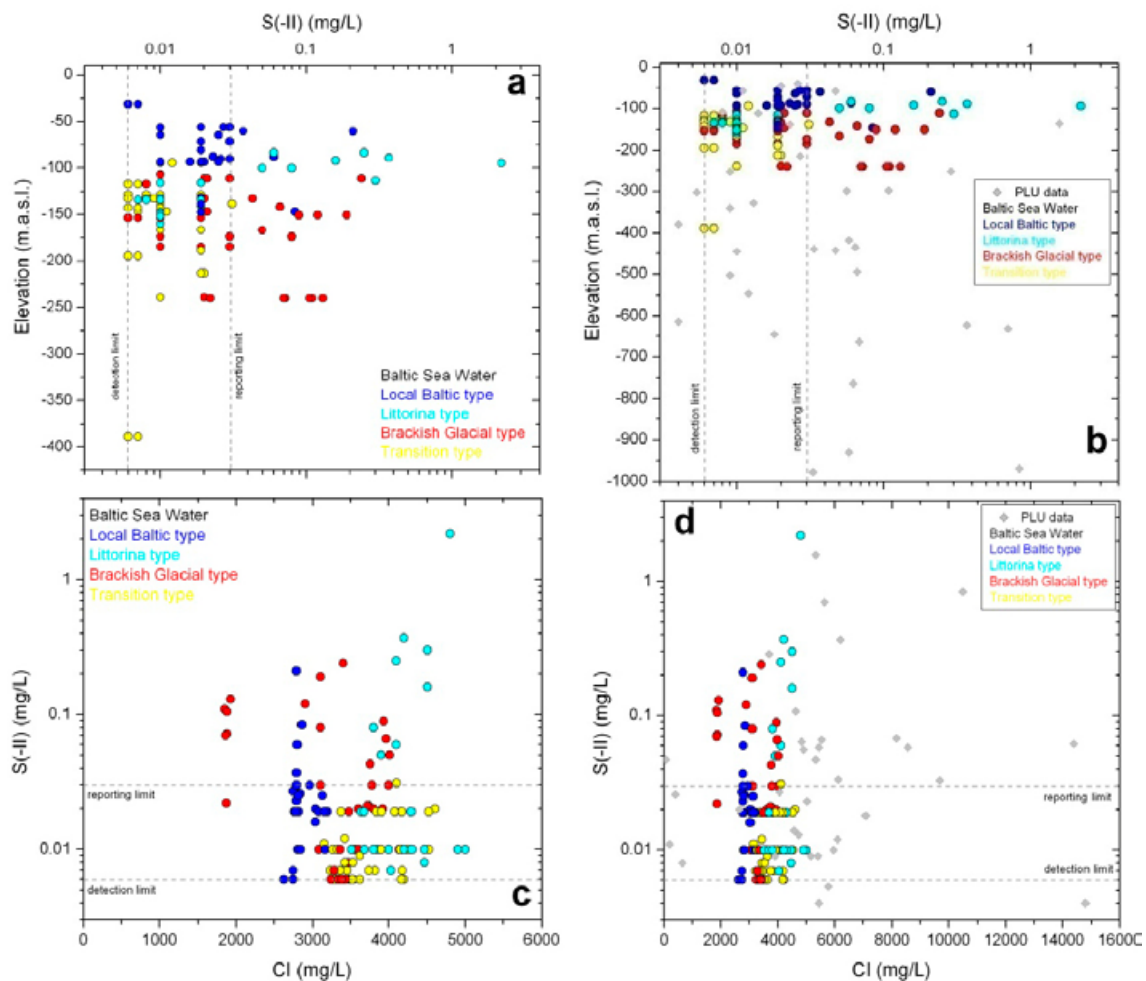 S(-II) (mg/L)
0.01 0.1 1
0
-50
-100
-150
-200
-250
-300
-350
-400
Elevation (m.a.s.l.)
a
detection limit
reporting limit
Baltic Sea Water
Local Baltic type
Littorina type
Brackish Glacial type
Transition type
S(-II) (mg/L)
0.01 0.1 1
0
-100
-200
-300
-400
-500
-600
-700
-800
-900
-1000
Elevation (m.a.s.l.)
PLU data
Baltic Sea Water
Local Baltic type
Littorina type
Brackish Glacial type
Transition type
detection limit
reporting limit
b
Baltic Sea Water
Local Baltic type
Littorina type
Brackish Glacial type
Transition type
1
0.1
0.01
S(-II) (mg/L)
reporting limit
detection limit
c
0 1000 2000 3000 4000 5000 6000
Cl (mg/L)
d
PLU data
Baltic Sea Water
Local Baltic type
Littorina type
Brackish Glacial type
Transition type
1
0.1
0.01
S(-II) (mg/L)
reporting limit
detection limit
0 2000 4000 6000 8000 10000 12000 14000 1600
Cl (mg/L)